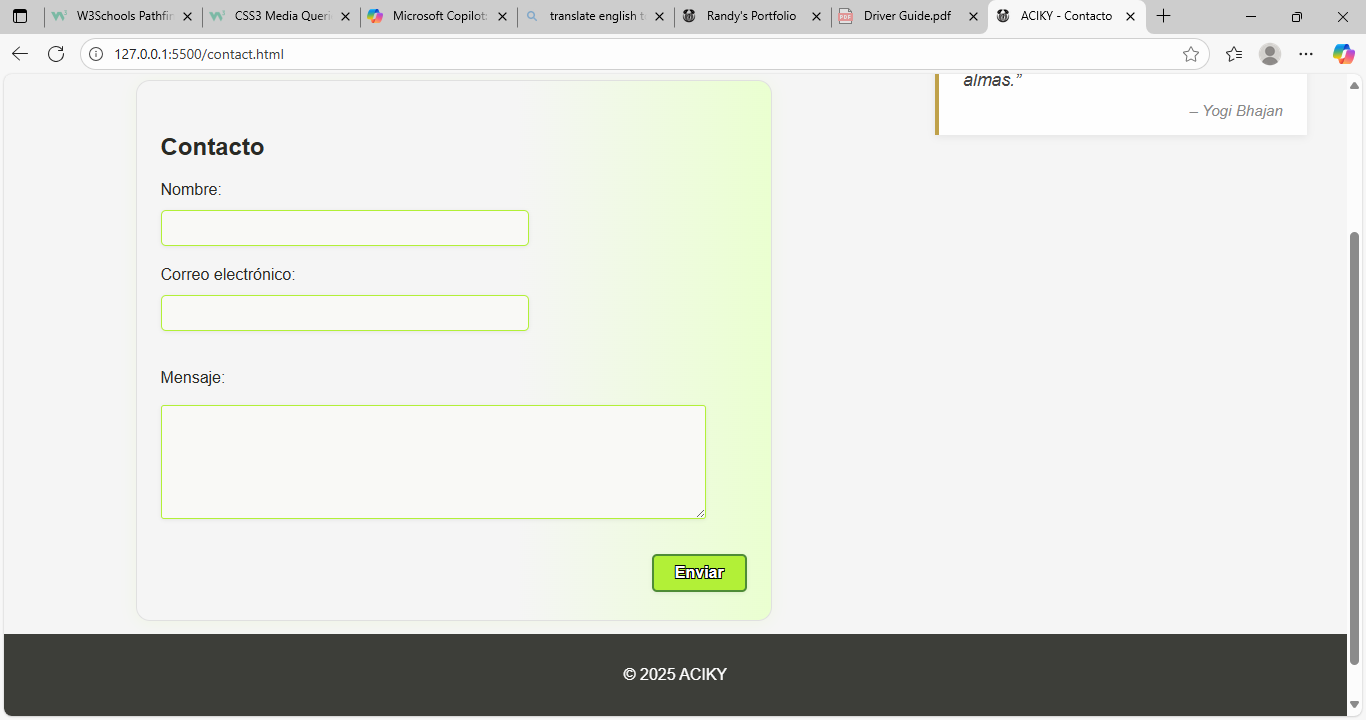 W3Schools Pathfin
CSS3 Media Queri
Microsoft Copilot:
translate english t
Randy's Portfolio
Driver Guide.pdf
ACIKY - Contacto
127.0.0.1:5500/contact.html
almas.”
– Yogi Bhajan
Contacto
Nombre:
Correo electrónico:
Mensaje:
Enviar
© 2025 ACIKY